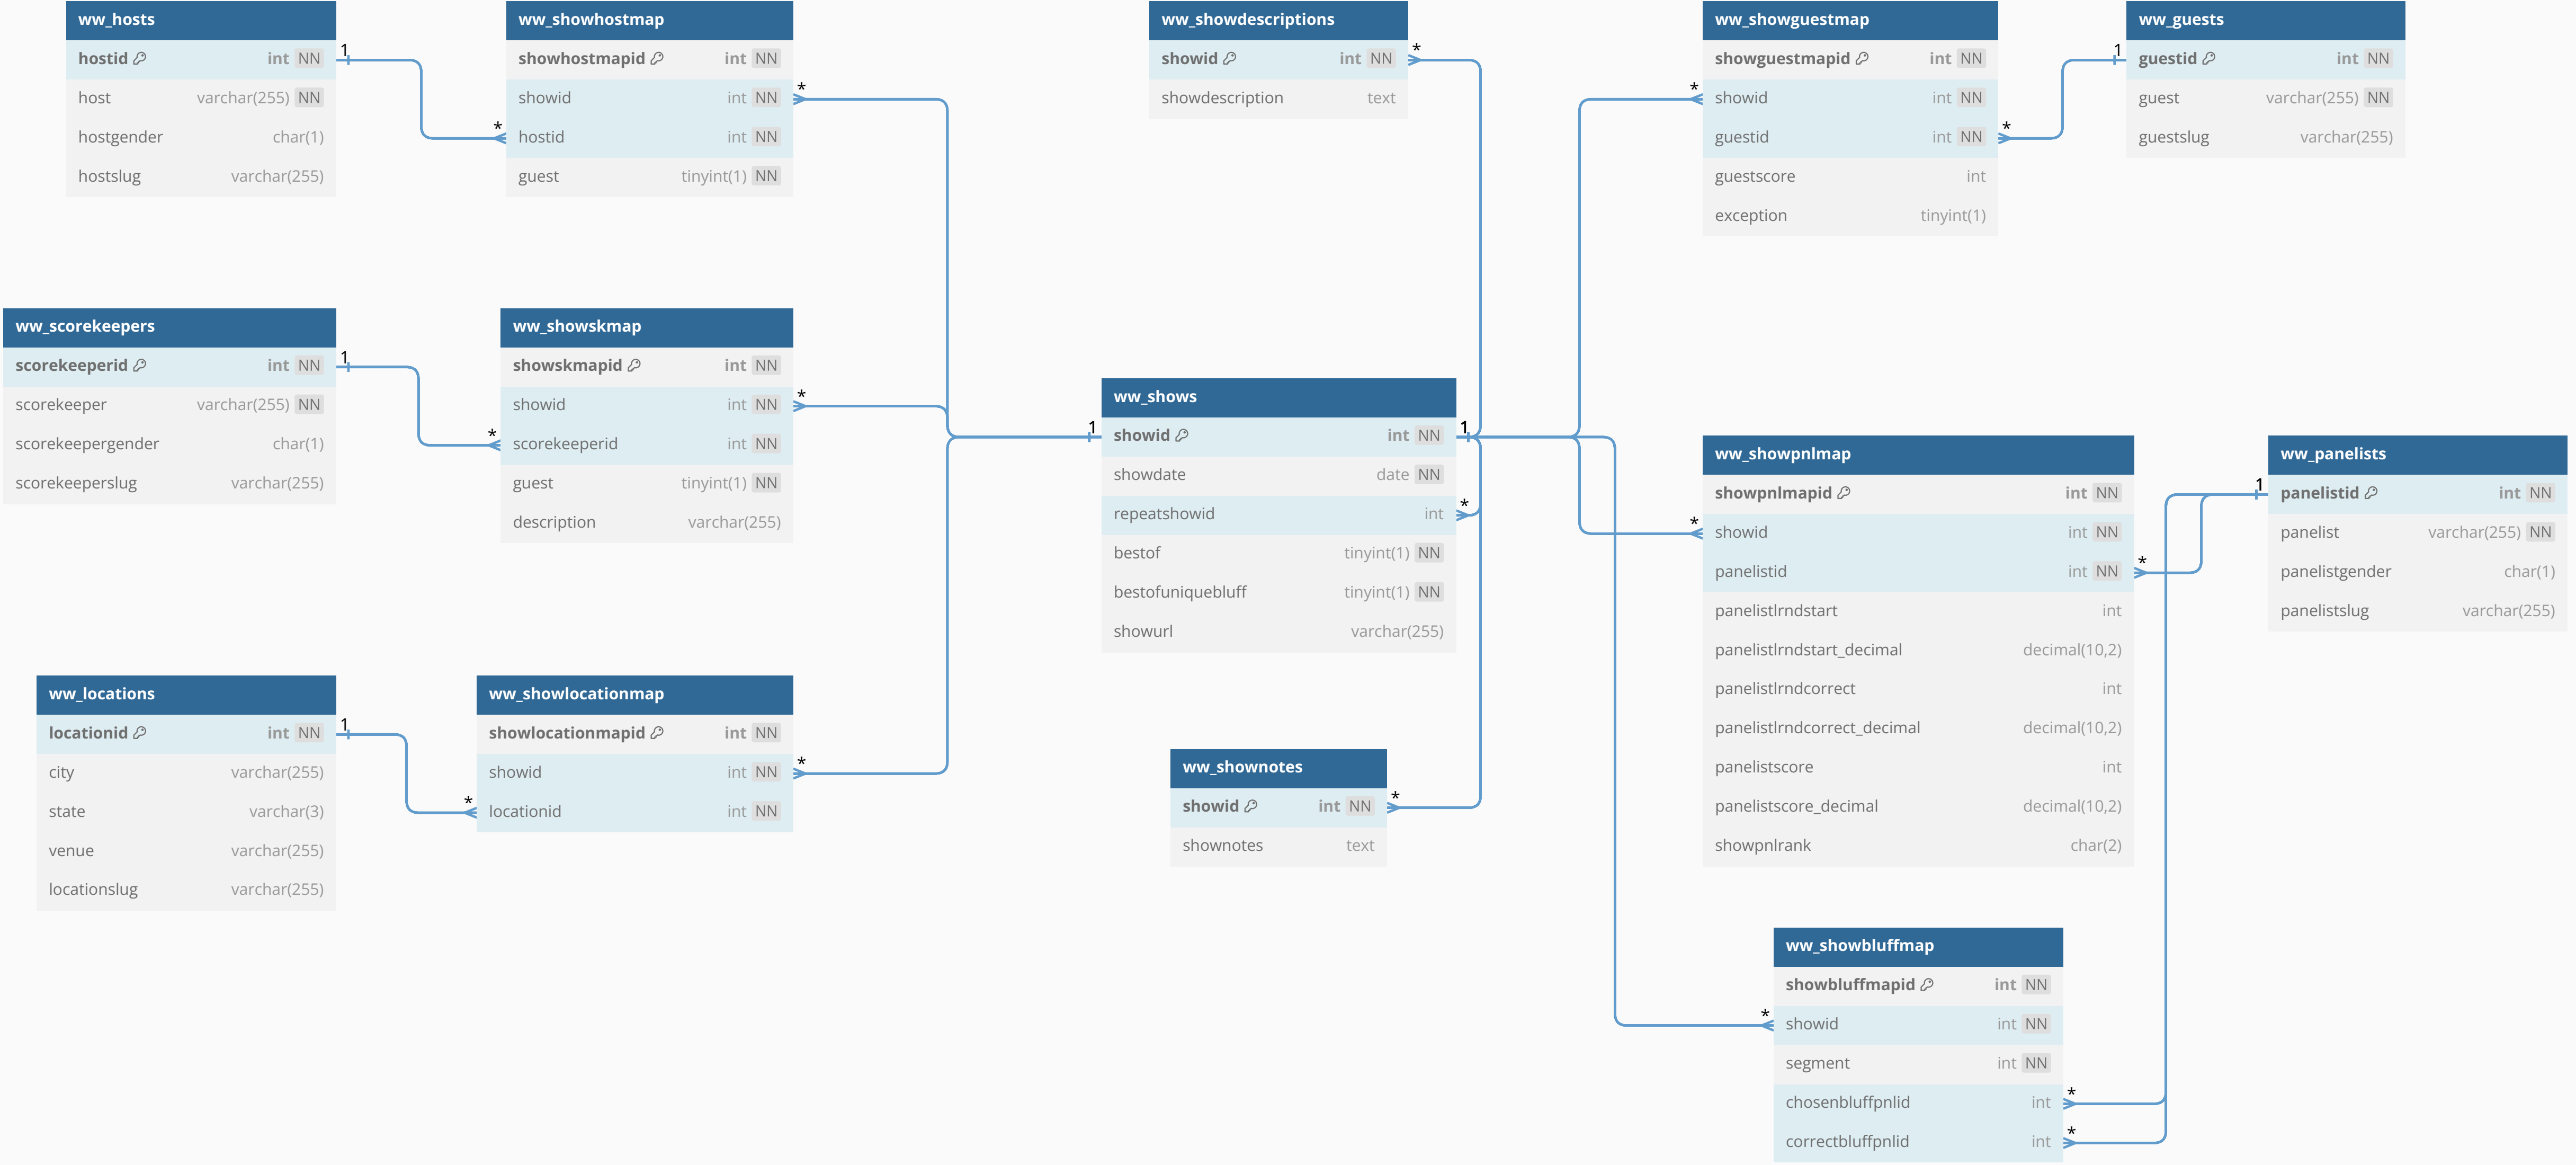 ww_hosts
hostid int NN
host varchar(255) NN
hostgender char(1)
hostslug varchar(255)
1
*
ww_showhostmap
showhostmapid int NN
showid int NN
hostid int NN
guest tinyint(1) NN
*
ww_showdescriptions
showid int NN
showdescription text
*
ww_showguestmap
showguestmapid int NN
showid int NN
guestid int NN
guestscore int
exception tinyint(1)
*
*
ww_guests
guestid int NN
guest varchar(255) NN
guestslug varchar(255)
1
ww_scorekeepers
scorekeeperid int NN
scorekeeper varchar(255) NN
scorekeepergender char(1)
scorekeeperslug varchar(255)
1
*
ww_showskmap
showskmapid int NN
showid int NN
scorekeeperid int NN
guest tinyint(1) NN
description varchar(255)
*
ww_shows
showid int NN
showdate date NN
repeatshowid int
bestof tinyint(1) NN
bestofuniquebluff tinyint(1) NN
showurl varchar(255)
1
1
*
ww_showpnlmap
showpnlmapid int NN
showid int NN
panelistid int NN
panelistlrndstart int
panelistlrndstart_decimal decimal(10,2)
panelistlrndcorrect int
panelistlrndcorrect_decimal decimal(10,2)
panelistscore int
panelistscore_decimal decimal(10,2)
showpnlrank char(2)
*
*
ww_panelists
panelistid int NN
panelist varchar(255) NN
panelistgender char(1)
panelistslug varchar(255)
1
ww_locations
locationid int NN
city varchar(255)
state varchar(3)
venue varchar(255)
locationslug varchar(255)
1
*
ww_showlocationmap
showlocationmapid int NN
showid int NN
locationid int NN
*
ww_shownotes
showid int NN
shownotes text
*
ww_showbluffmap
showbluffmapid int NN
showid int NN
segment int NN
chosenbluffpnlid int
correctbluffpnlid int
*
*
*